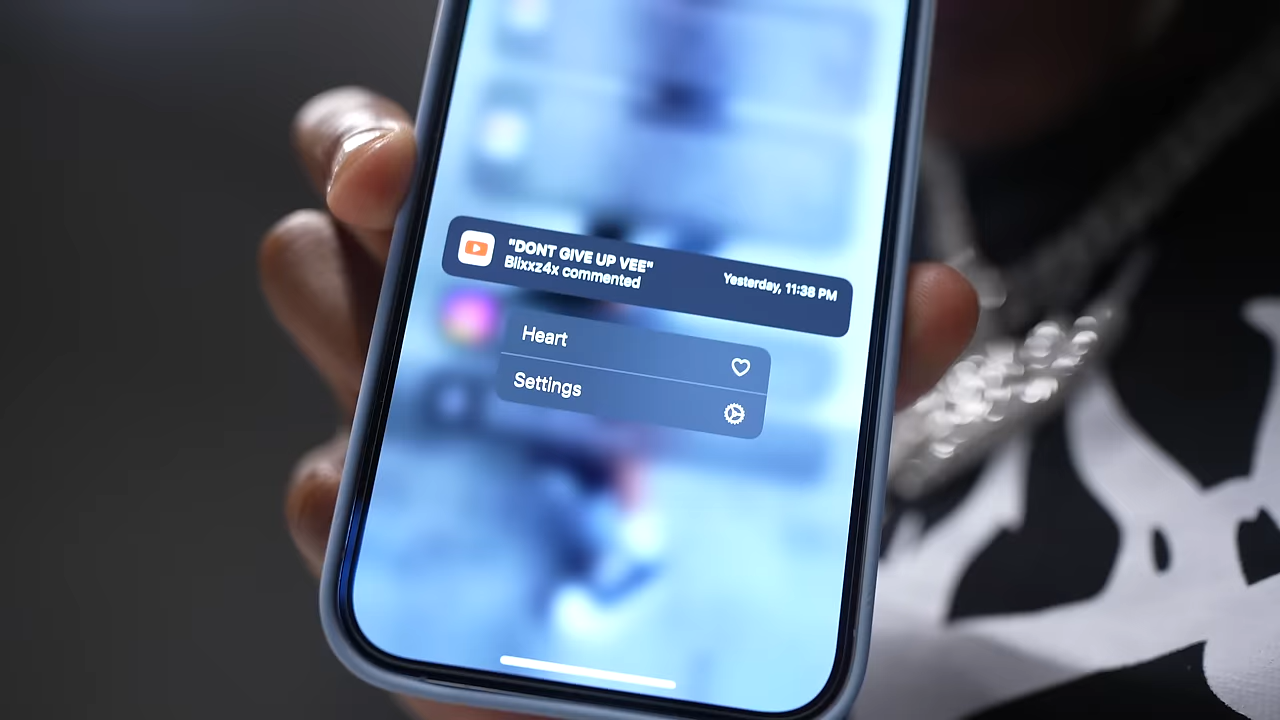 "DONT GIVE UP VEE"
Yesterday, 11:38 PM
Blixxz4x commented
Heart
Settings